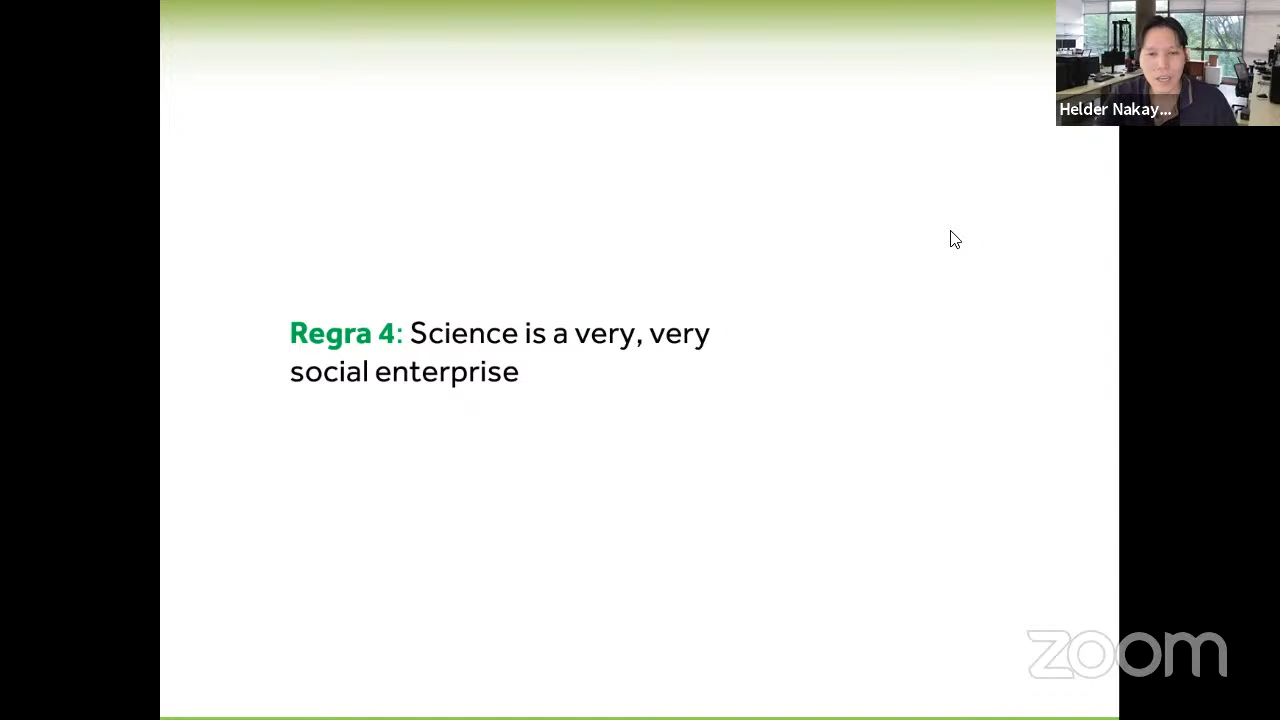 Helder Nakay...
Regra 4: Science is a very, very
social enterprise
zoom